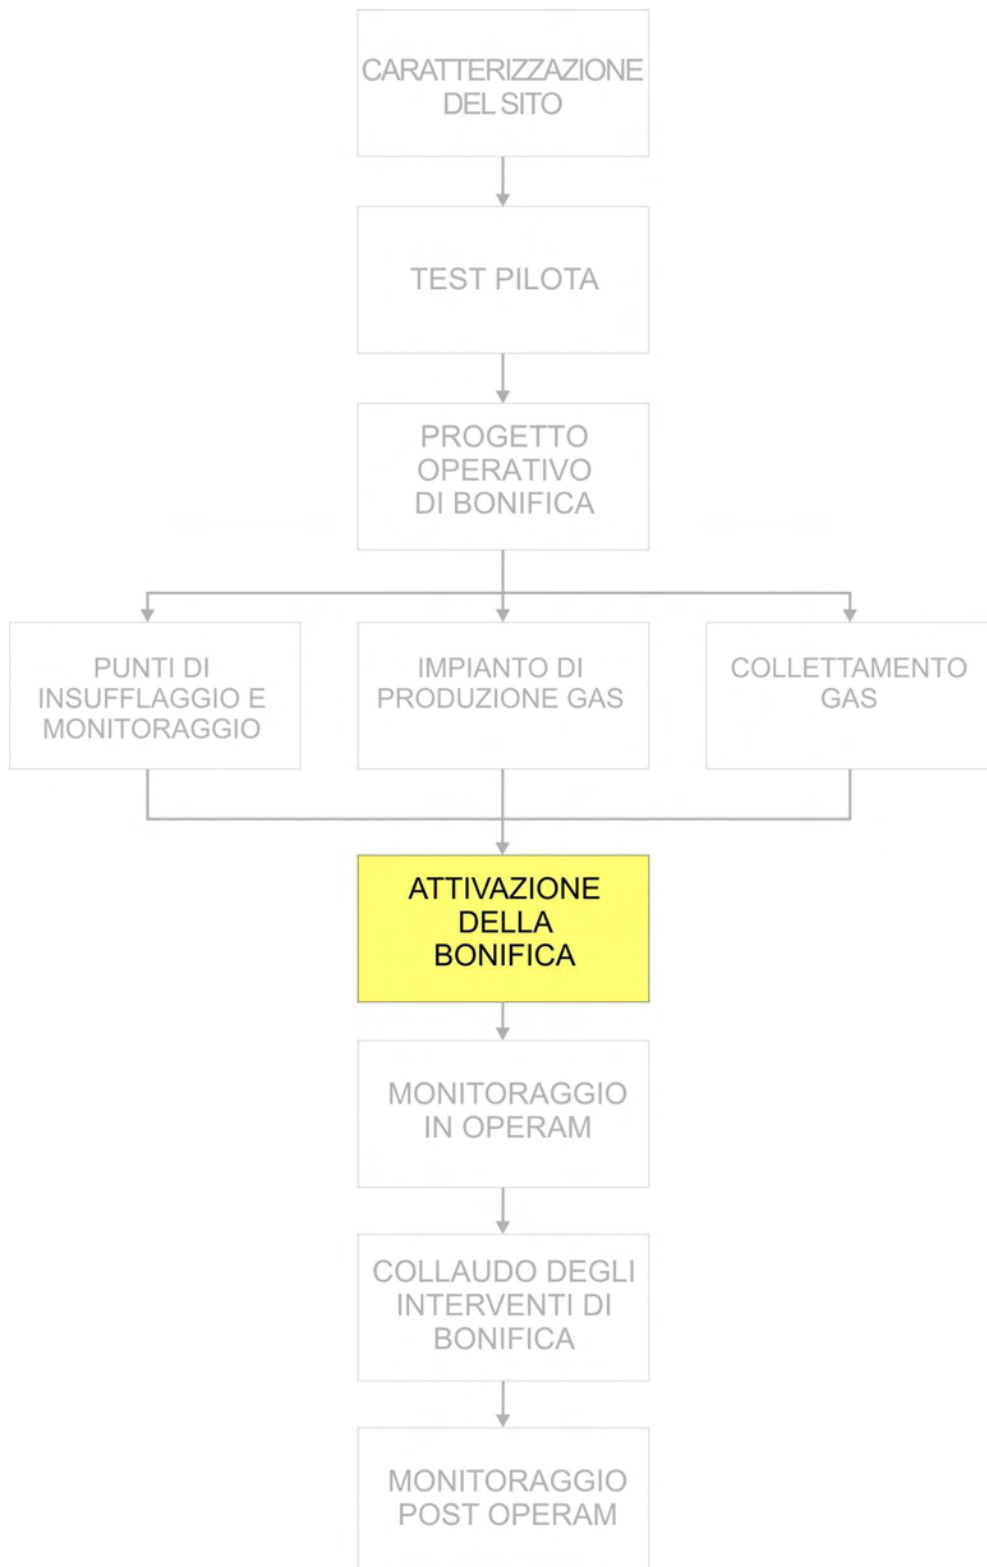 CARATTERIZZAZIONE
DEL SITO
TEST PILOTA
PROGETTO
OPERATIVO
DI BONIFICA
PUNTI DI
INSUFFLAGGIO E
MONITORAGGIO
IMPIANTO DI
PRODUZIONE GAS
COLLETTAMENTO
GAS
ATTIVAZIONE
DELLA
BONIFICA
MONITORAGGIO
IN OPERAM
COLLAUDO DEGLI
INTERVENTI DI
BONIFICA
MONITORAGGIO
POST OPERAM